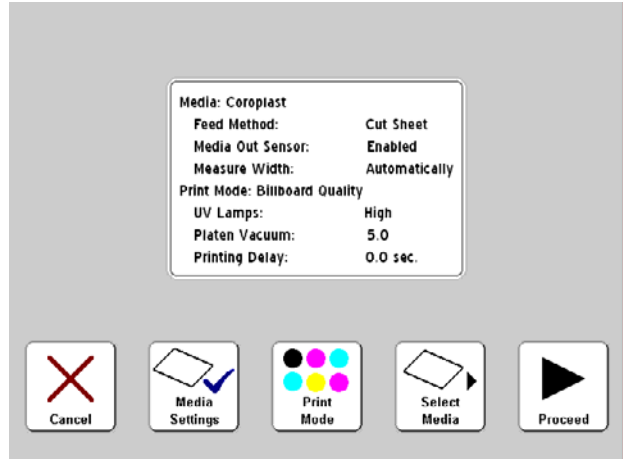 Media: Coroplast
Feed Method: Cut Sheet
Media Out Sensor: Enabled
Measure Width: Automatically
Print Mode: Billboard Quality
UV Lamps: High
Platen Vacuum: 5.0
Printing Delay: 0.0 sec.
Cancel
Media
Settings
Print
Mode
Select
Media
Proceed